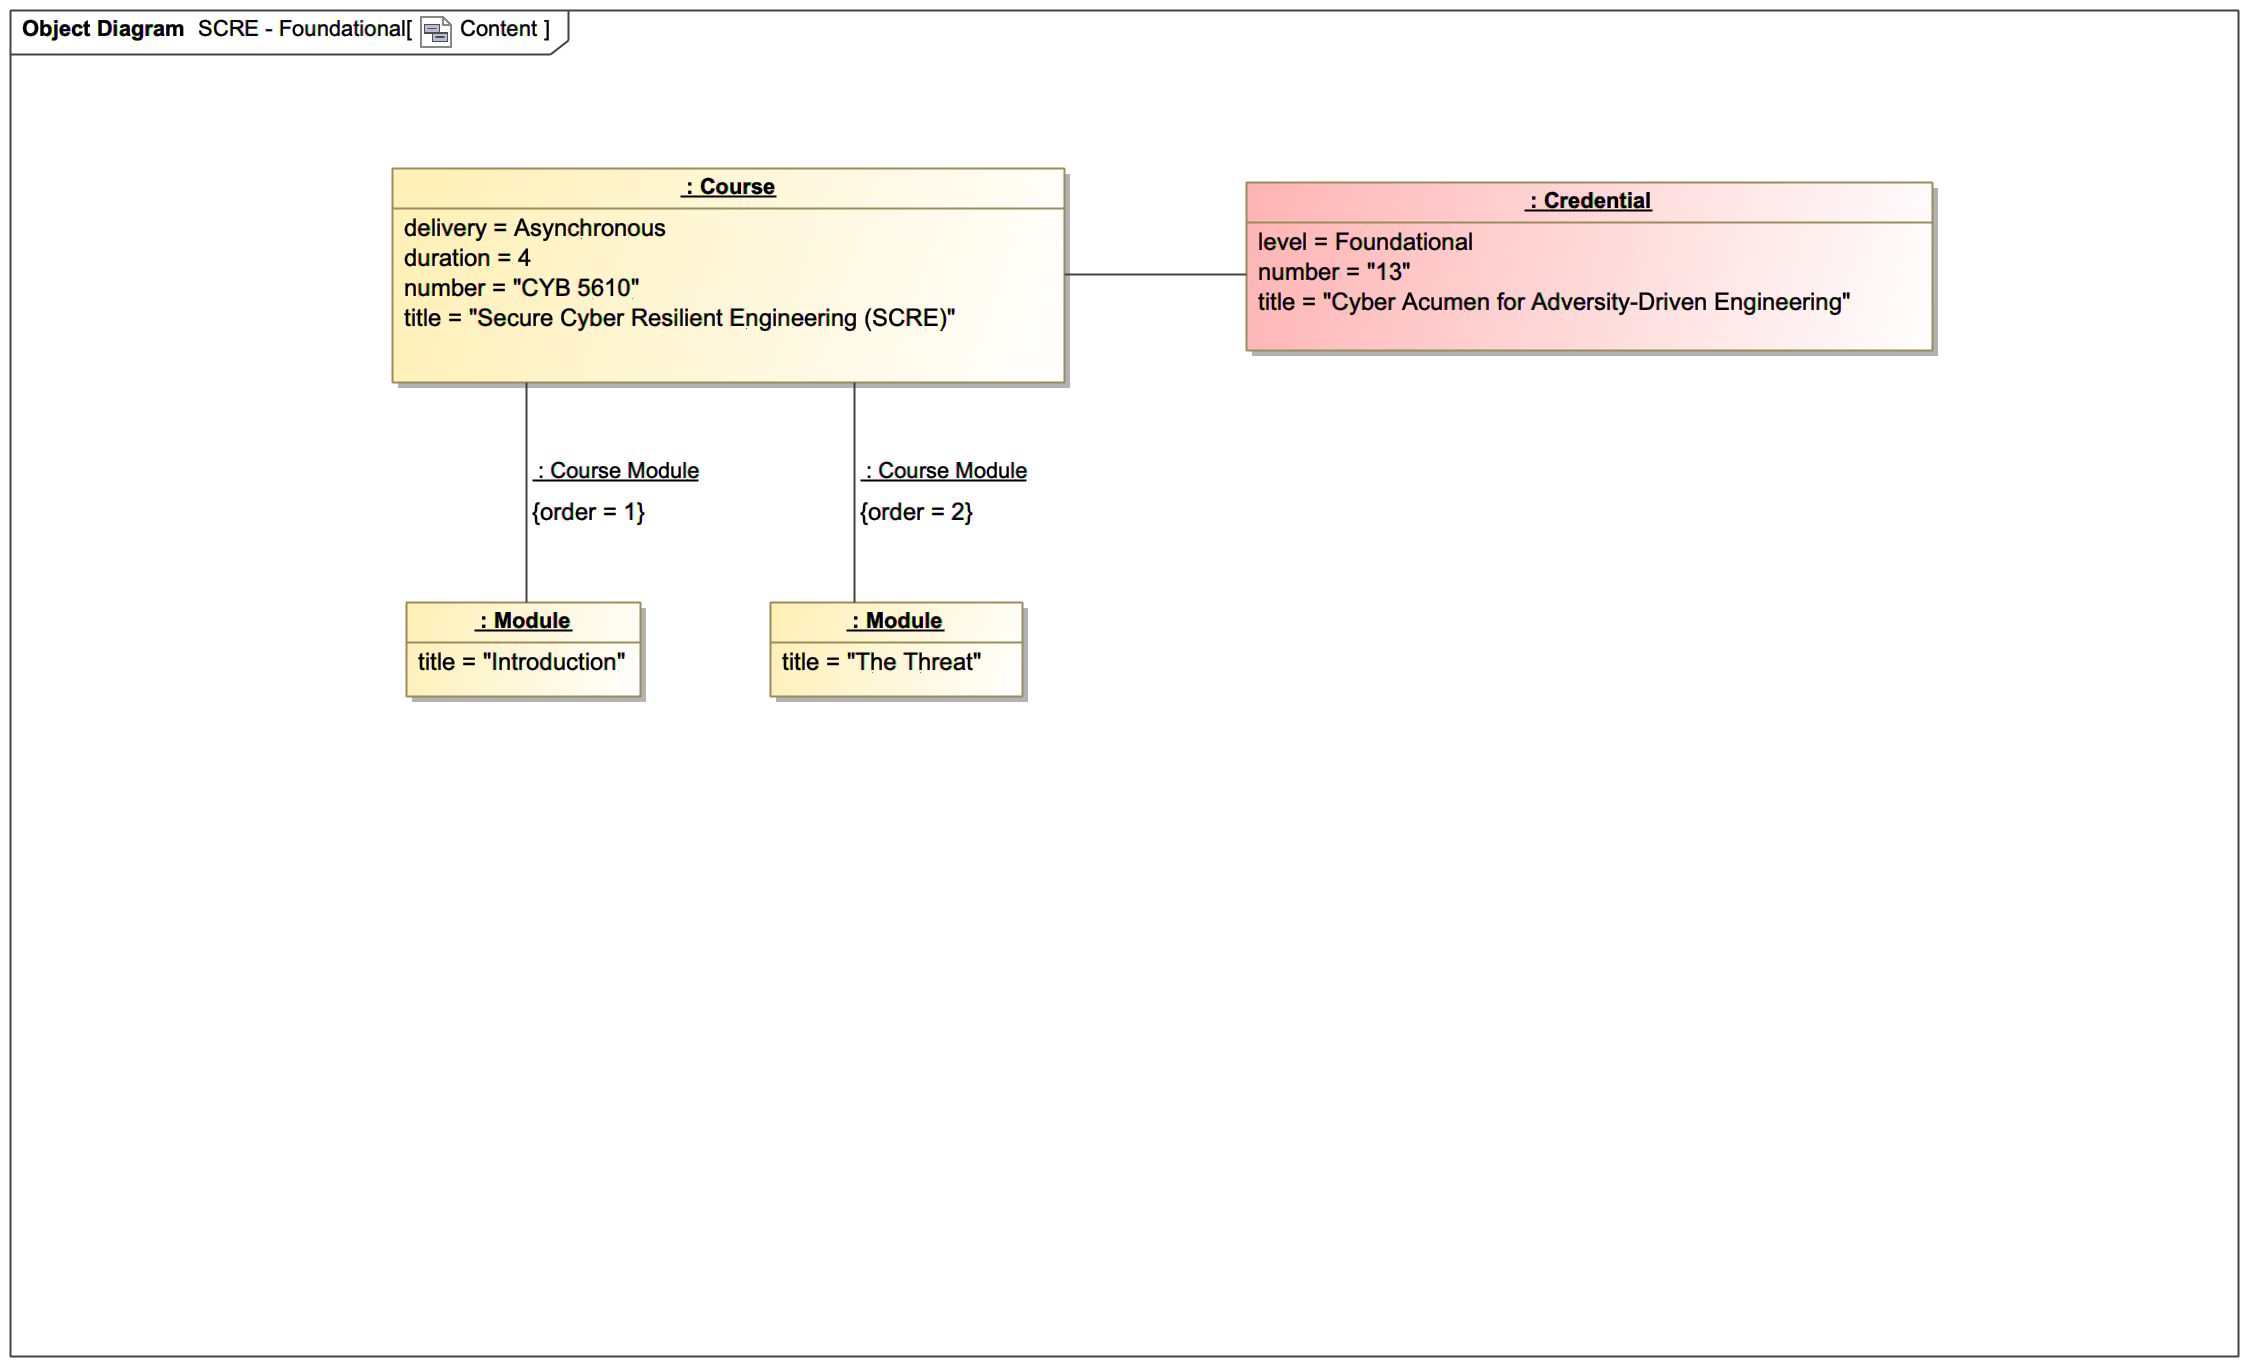 Object Diagram SCRE - Foundational[ Content ]
: Course
delivery = Asynchronous
duration = 4
number = "CYB 5610"
title = "Secure Cyber Resilient Engineering (SCRE)"
: Credential
level = Foundational
number = "13"
title = "Cyber Acumen for Adversity-Driven Engineering"
: Course Module
{order = 1}
: Course Module
{order = 2}
: Module
title = "Introduction"
: Module
title = "The Threat"